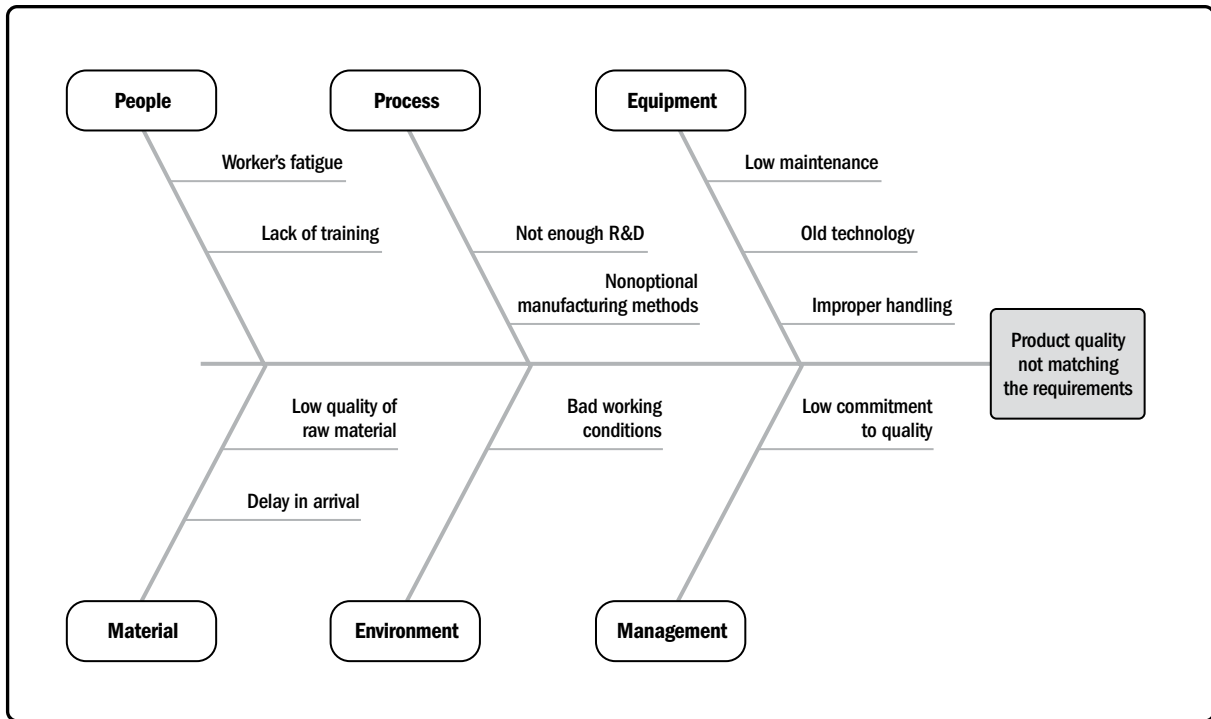 People
Process
Equipment
Worker's fatigue
Low maintenance
Lack of training
Not enough R&D
Old technology
Nonoptional
manufacturing methods
Improper handling
Product quality
not matching
the requirements
Low quality of
raw material
Bad working
conditions
Low commitment
to quality
Delay in arrival
Material
Environment
Management